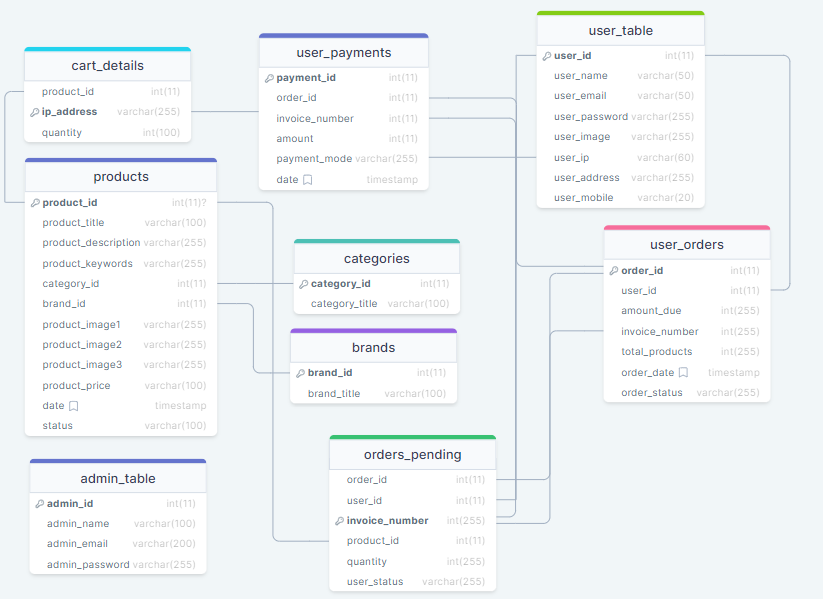 cart_details
product_id int(11)
ip_address varchar(255)
quantity int(100)
user_payments
payment_id int(11)
order_id int(11)
invoice_number int(11)
amount int(11)
payment_mode varchar(255)
date timestamp
user_table
user_id int(11)
user_name varchar(50)
user_email varchar(50)
user_password varchar(255)
user_image varchar(255)
user_ip varchar(60)
user_address varchar(255)
user_mobile varchar(20)
products
product_id int(11)?
product_title varchar(100)
product_description varchar(255)
product_keywords varchar(255)
category_id int(11)
brand_id int(11)
product_image1 varchar(255)
product_image2 varchar(255)
product_image3 varchar(255)
product_price varchar(100)
date timestamp
status varchar(100)
categories
category_id int(11)
category_title varchar(100)
brands
brand_id int(11)
brand_title varchar(100)
user_orders
order_id int(11)
user_id int(11)
amount_due int(255)
invoice_number int(255)
total_products int(255)
order_date timestamp
order_status varchar(255)
admin_table
admin_id int(11)
admin_name varchar(100)
admin_email varchar(200)
admin_password varchar(255)
orders_pending
order_id int(11)
user_id int(11)
invoice_number int(255)
product_id int(11)
quantity int(255)
user_status varchar(255)